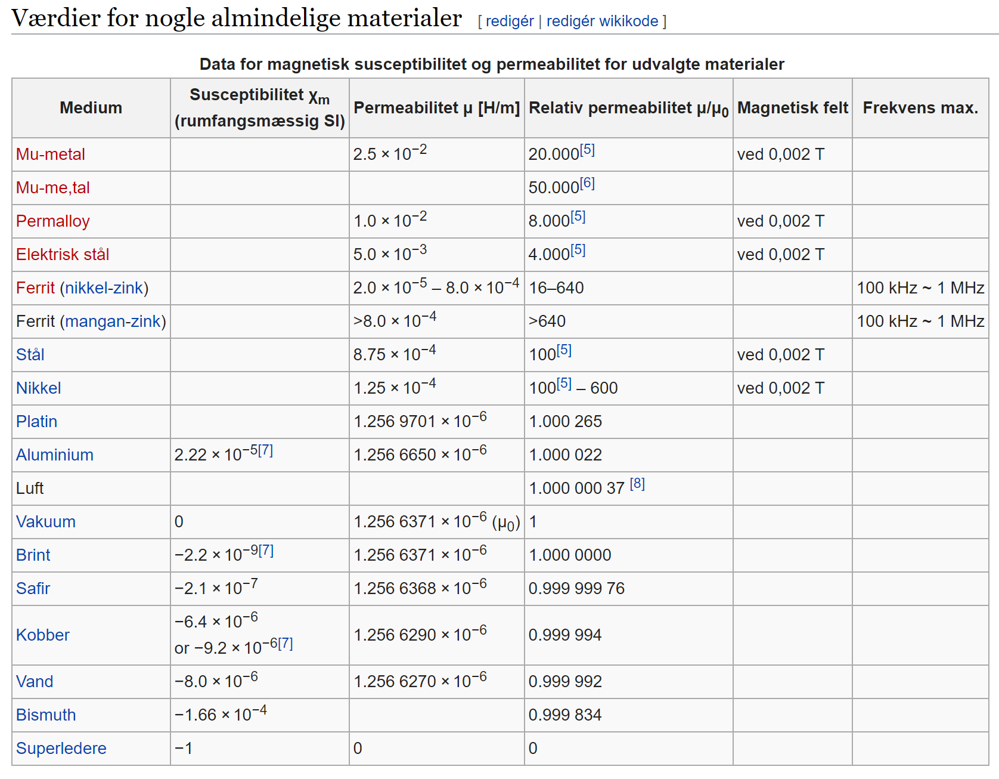 Værdier for nogle almindelige materialer [ redigér | redigér wikikode ]
Data for magnetisk susceptibilitet og permeabilitet for udvalgte materialer
Medium Susceptibilitet χm (rumfangsmæssig SI) Permeabilitet μ [H/m] Relativ permeabilitet μ/μ0 Magnetisk felt Frekvens max.
Mu-metal 2.5 × 10−2 20.000[5] ved 0,002 T
Mu-me,tal 50.000[6]
Permalloy 1.0 × 10−2 8.000[5] ved 0,002 T
Elektrisk stål 5.0 × 10−3 4.000[5] ved 0,002 T
Ferrit (nikkel-zink) 2.0 × 10−5 – 8.0 × 10−4 16–640 100 kHz ~ 1 MHz
Ferrit (mangan-zink) >8.0 × 10−4 >640 100 kHz ~ 1 MHz
Stål 8.75 × 10−4 100[5] ved 0,002 T
Nikkel 1.25 × 10−4 100[5] – 600 ved 0,002 T
Platin 1.256 9701 × 10−6 1.000 265
Aluminium 2.22 × 10−5[7] 1.256 6650 × 10−6 1.000 022
Luft 1.000 000 37 [8]
Vakuum 0 1.256 6371 × 10−6 (μ0) 1
Brint −2.2 × 10−9[7] 1.256 6371 × 10−6 1.000 0000
Safir −2.1 × 10−7 1.256 6368 × 10−6 0.999 999 76
Kobber −6.4 × 10−6 or −9.2 × 10−6[7] 1.256 6290 × 10−6 0.999 994
Vand −8.0 × 10−6 1.256 6270 × 10−6 0.999 992
Bismuth −1.66 × 10−4 0.999 834
Superledere −1 0 0